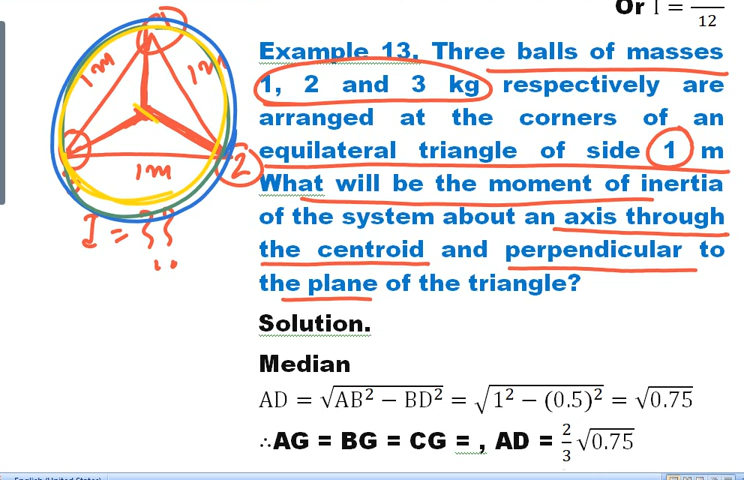 Or I =
12
Example 13. Three balls of masses
1, 2 and 3 kg respectively are
arranged at the corners of an
equilateral triangle of side 1 m
What will be the moment of inertia
of the system about an axis through
the centroid and perpendicular to
the plane of the triangle?
Solution.
Median
AD = √AB² − BD² = √1² − (0.5)² = √0.75
∴AG = BG = CG = , AD = 2/3 √0.75
1m
1m
2
1m
I = ??
English (United States)